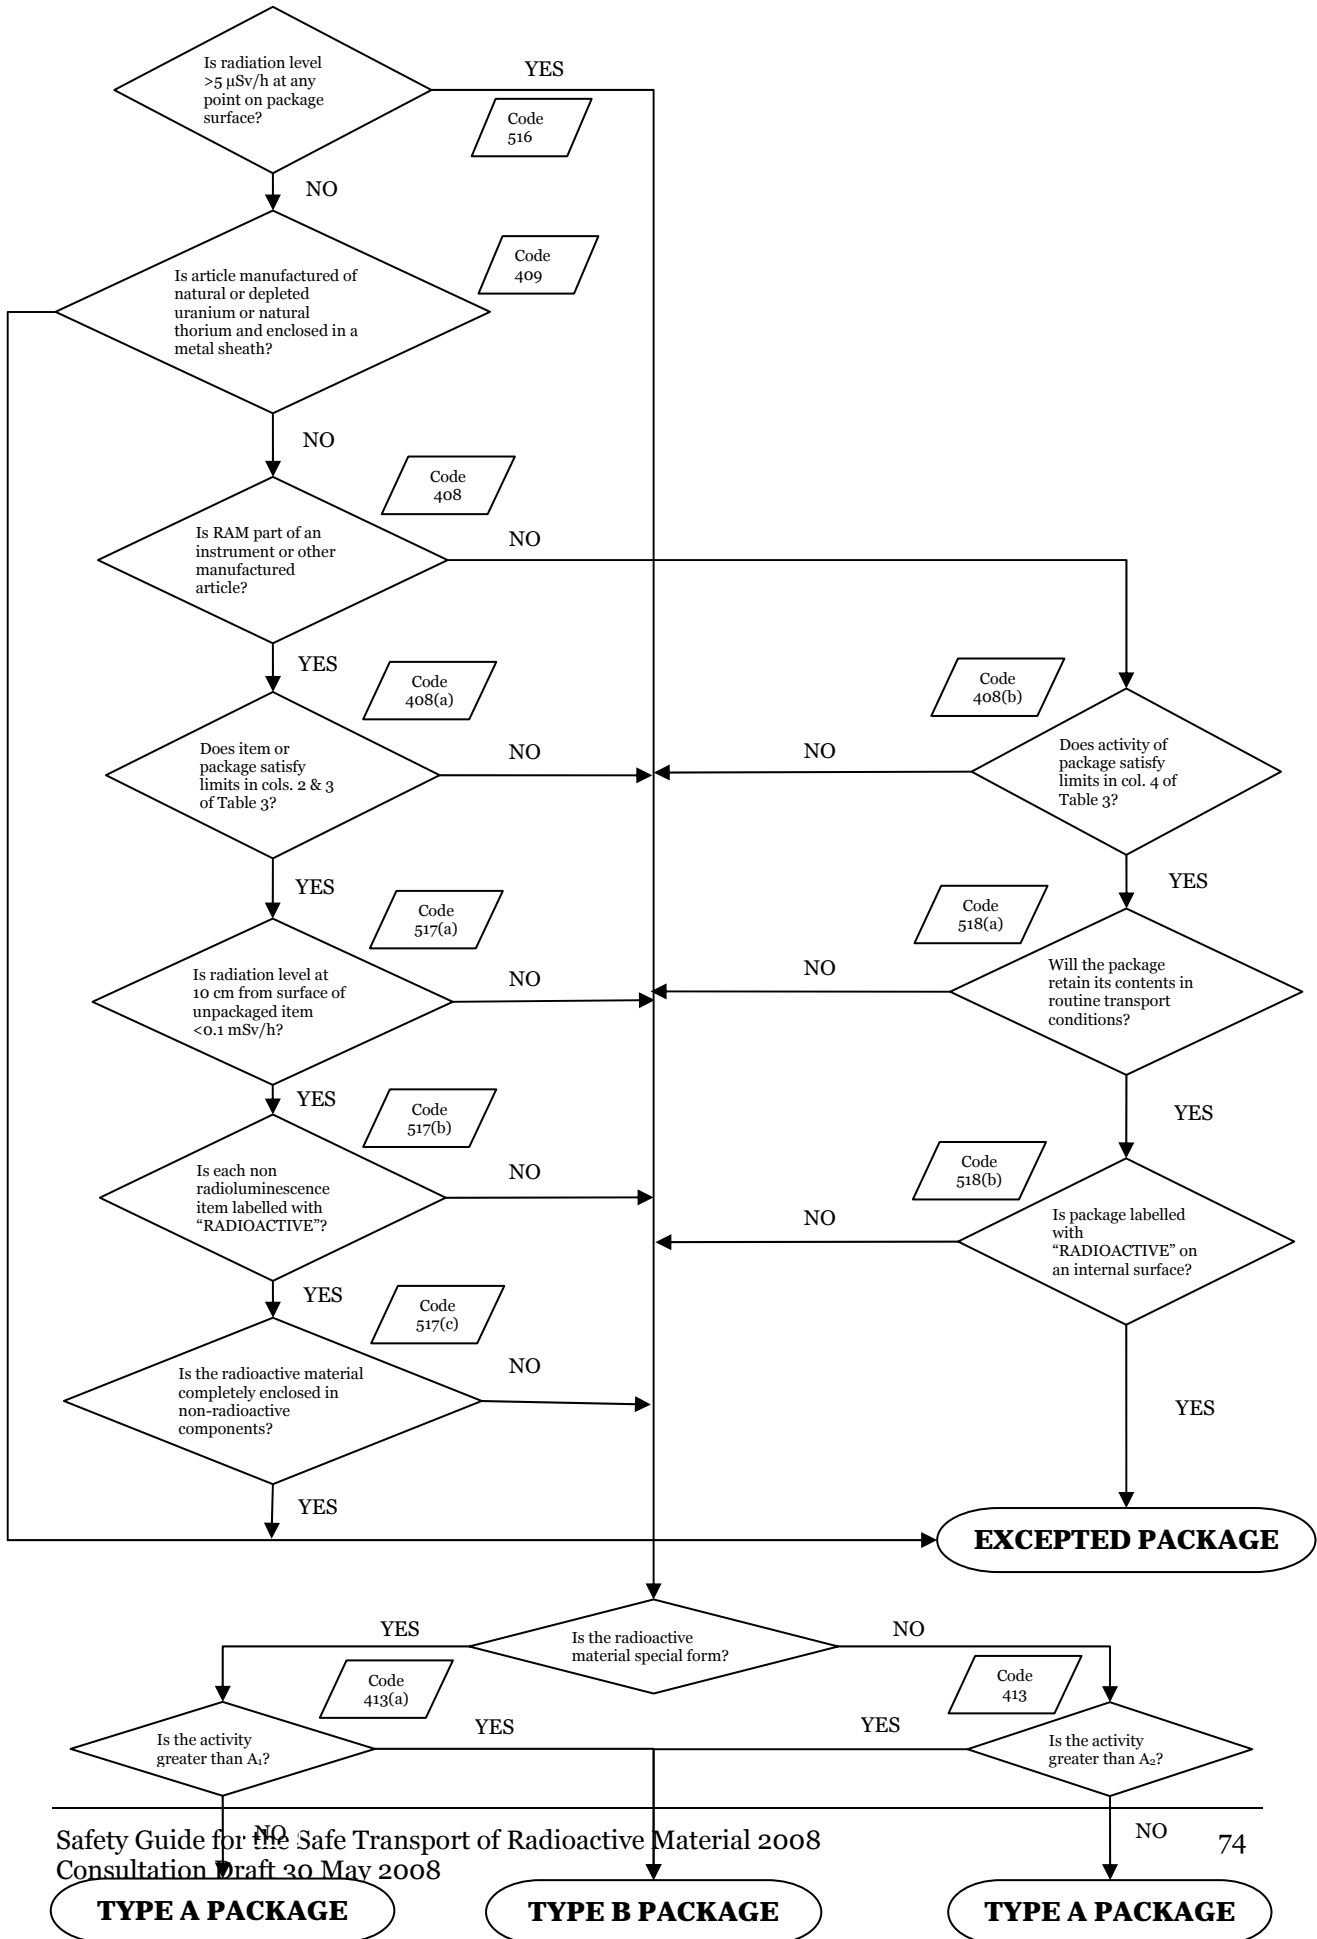 Is radiation level
>5 µSv/h at any
point on package
surface?
YES
Code
516
NO
Is article manufactured of
natural or depleted
uranium or natural
thorium and enclosed in a
metal sheath?
Code
409
NO
Code
408
Is RAM part of an
instrument or other
manufactured
article?
NO
YES
Code
408(a)
Code
408(b)
Does item or
package satisfy
limits in cols. 2 & 3
of Table 3?
NO
NO
Does activity of
package satisfy
limits in col. 4 of
Table 3?
YES
YES
Code
517(a)
Code
518(a)
Is radiation level at
10 cm from surface of
unpackaged item
<0.1 mSv/h?
NO
NO
Will the package
retain its contents in
routine transport
conditions?
YES
YES
Code
517(b)
Code
518(b)
Is each non
radioluminescence
item labelled with
“RADIOACTIVE”?
NO
NO
Is package labelled
with
“RADIOACTIVE” on
an internal surface?
YES
Code
517(c)
Is the radioactive material
completely enclosed in
non-radioactive
components?
NO
YES
YES
EXCEPTED PACKAGE
YES
Is the radioactive
material special form?
NO
Code
413(a)
Code
413
Is the activity
greater than A₁?
YES
YES
Is the activity
greater than A₂?
NO
NO
Safety Guide for the Safe Transport of Radioactive Material 2008
74
Consultation Draft 30 May 2008
TYPE A PACKAGE
TYPE B PACKAGE
TYPE A PACKAGE